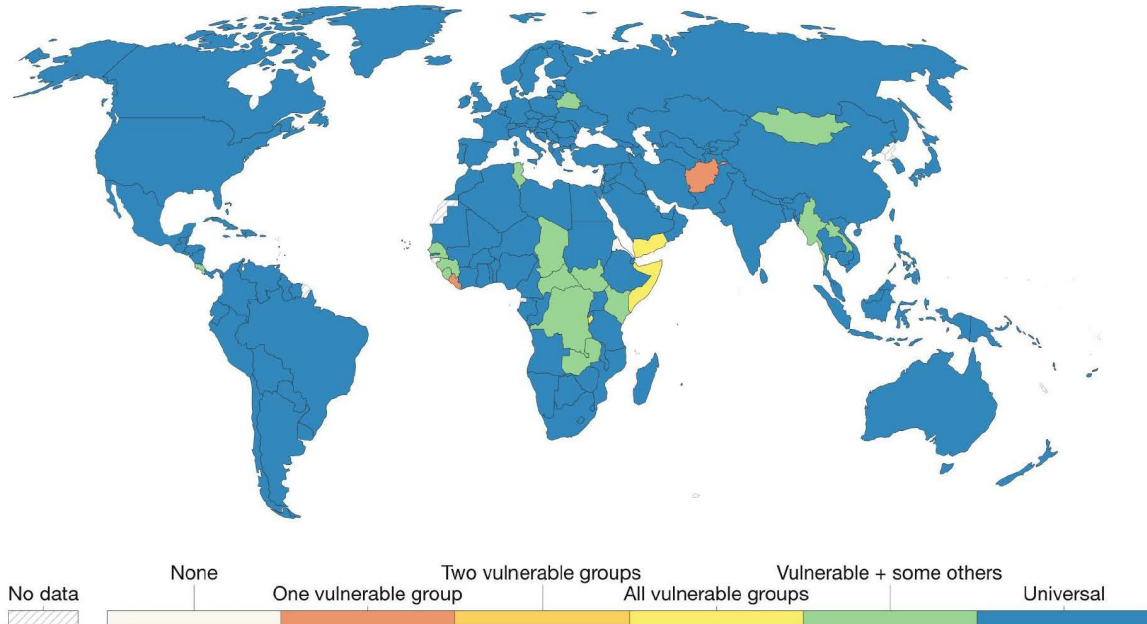 None
Two vulnerable groups
Vulnerable + some others
No data
One vulnerable group
All vulnerable groups
Universal